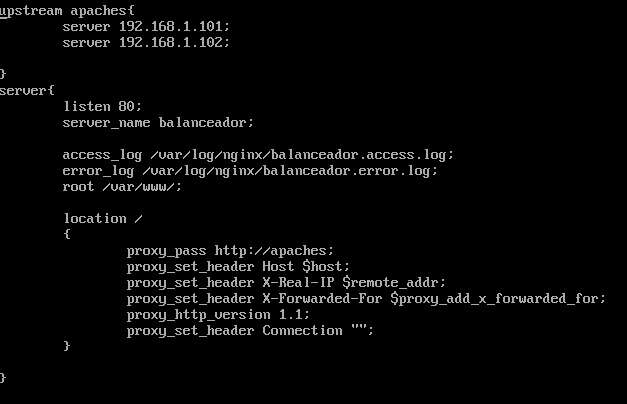 upstream apaches{
        server 192.168.1.101;
        server 192.168.1.102;

}
server{
        listen 80;
        server_name balanceador;

        access_log /var/log/nginx/balanceador.access.log;
        error_log /var/log/nginx/balanceador.error.log;
        root /var/www/;

        location /
        {
                proxy_pass http://apaches;
                proxy_set_header Host $host;
                proxy_set_header X-Real-IP $remote_addr;
                proxy_set_header X-Forwarded-For $proxy_add_x_forwarded_for;
                proxy_http_version 1.1;
                proxy_set_header Connection "";
        }

}